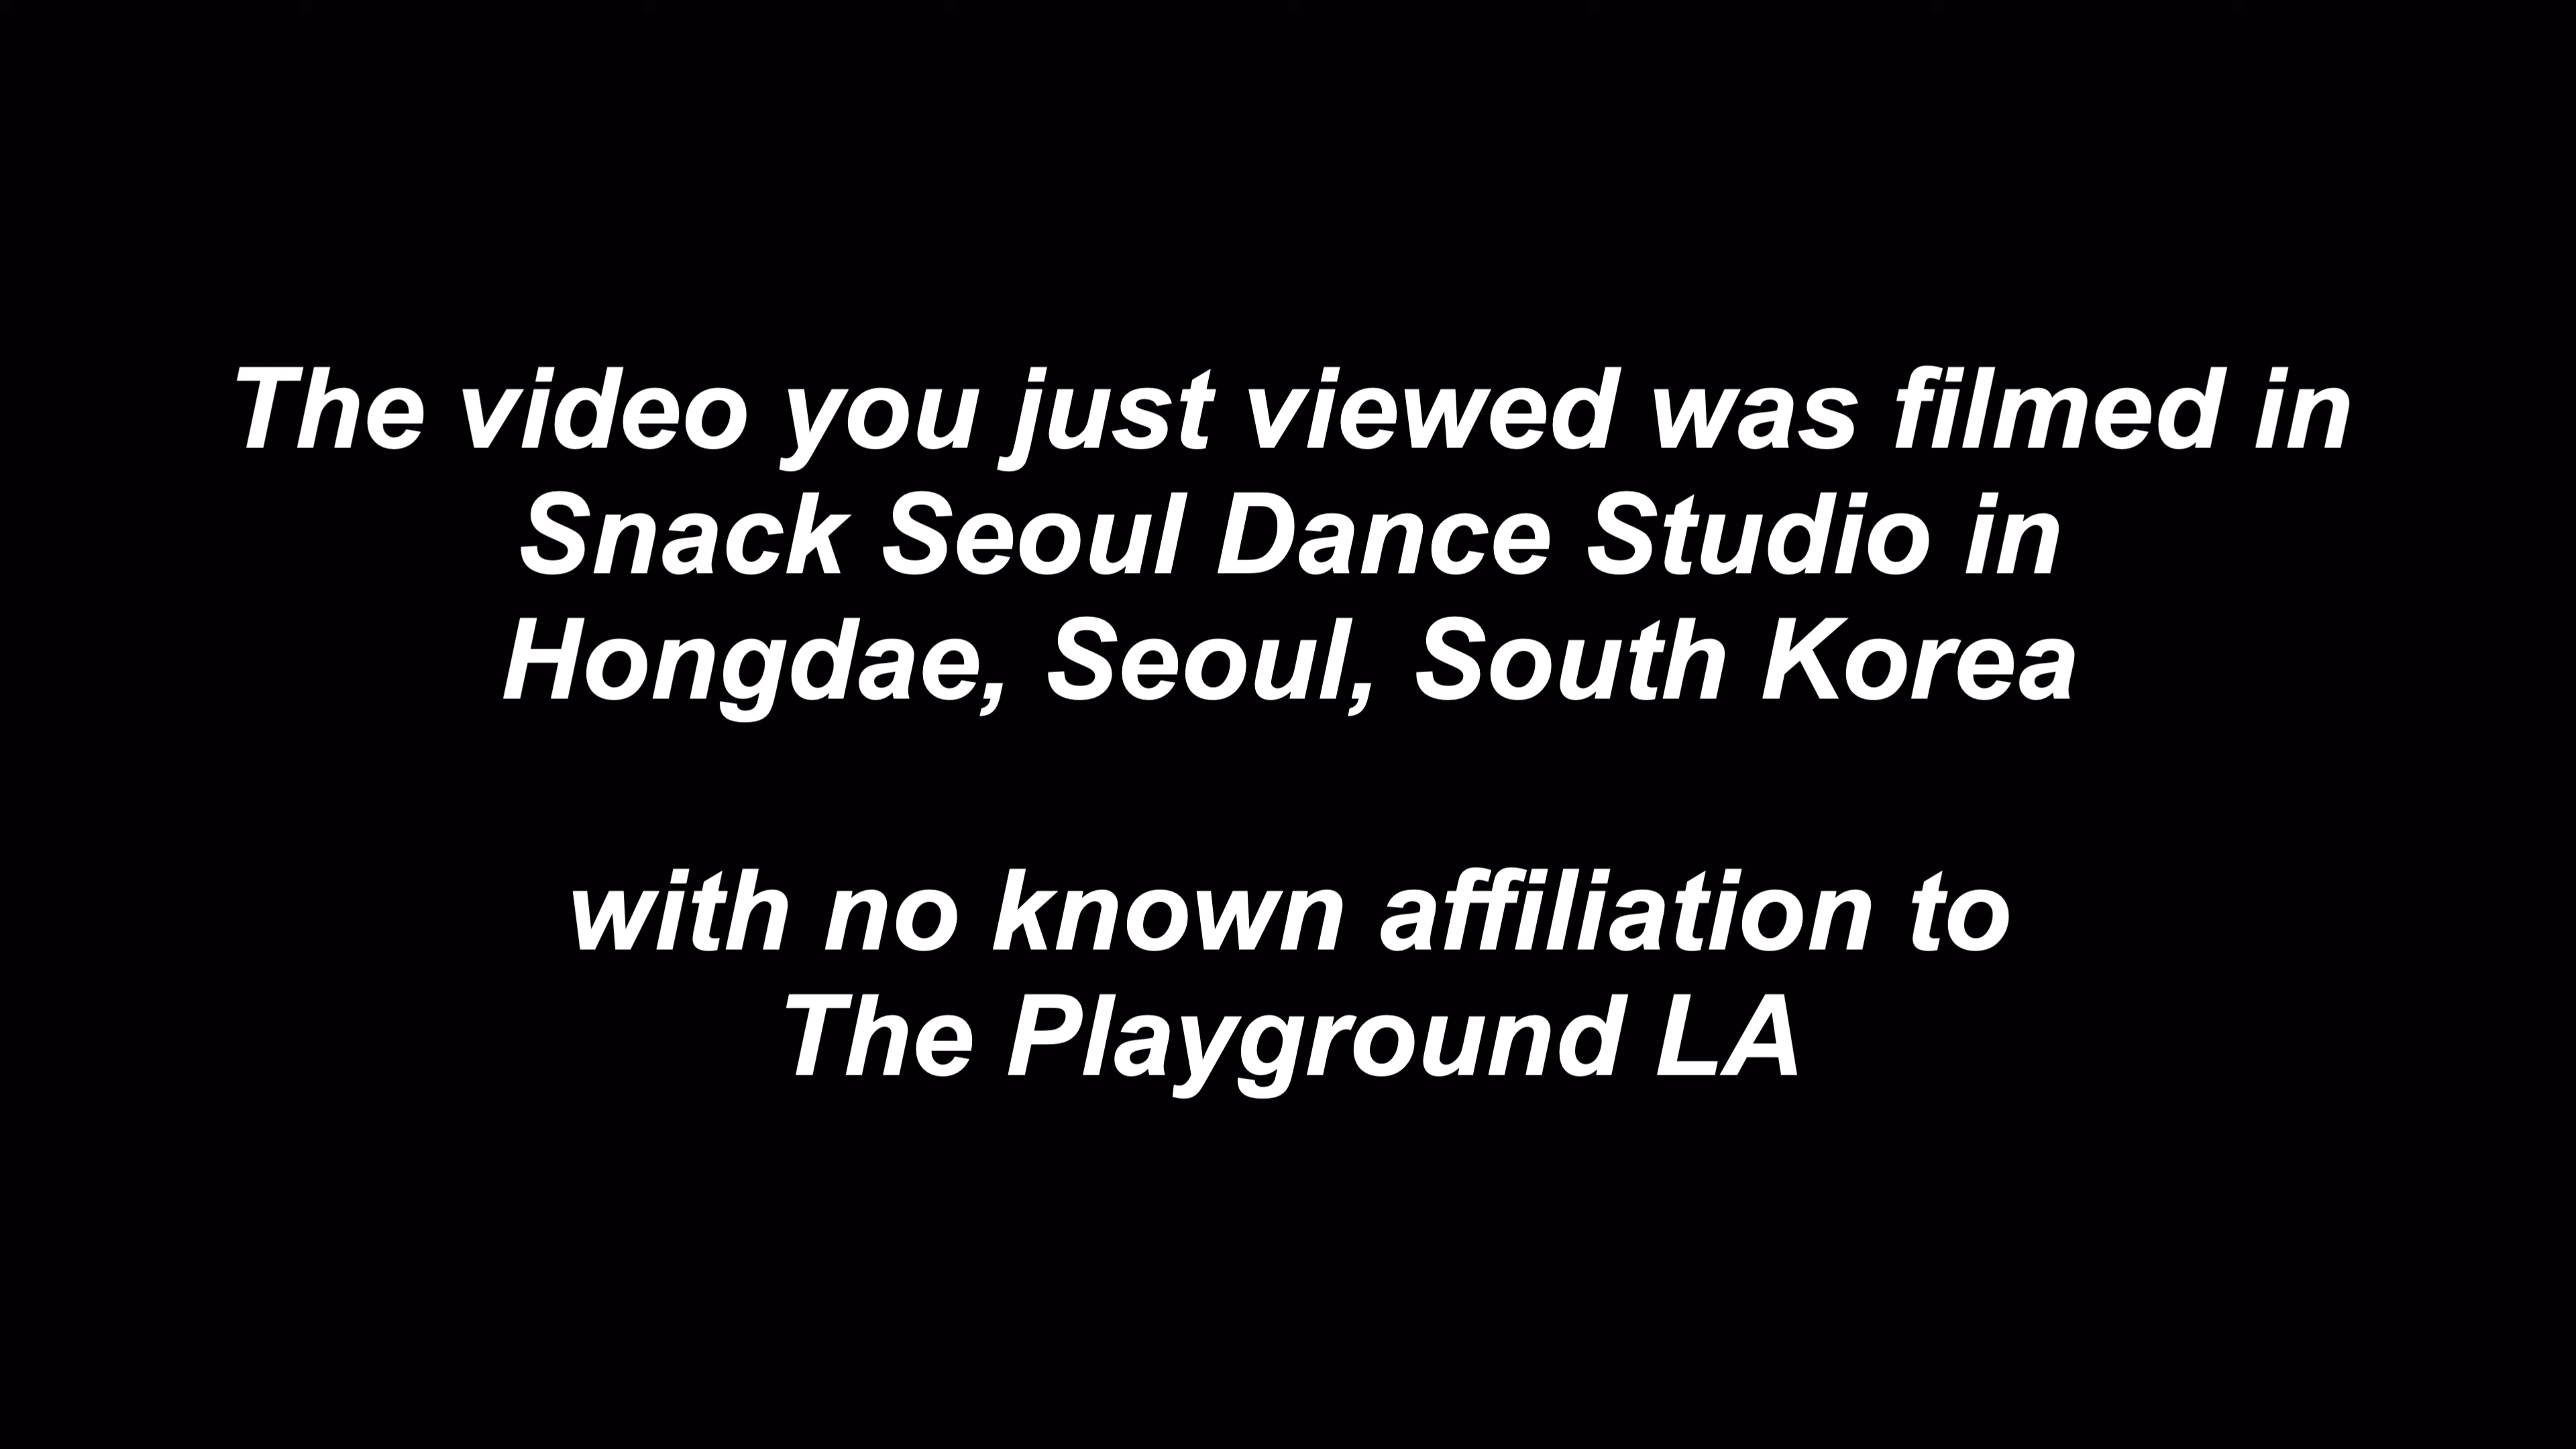 The video you just viewed was filmed in
Snack Seoul Dance Studio in
Hongdae, Seoul, South Korea
with no known affiliation to
The Playground LA